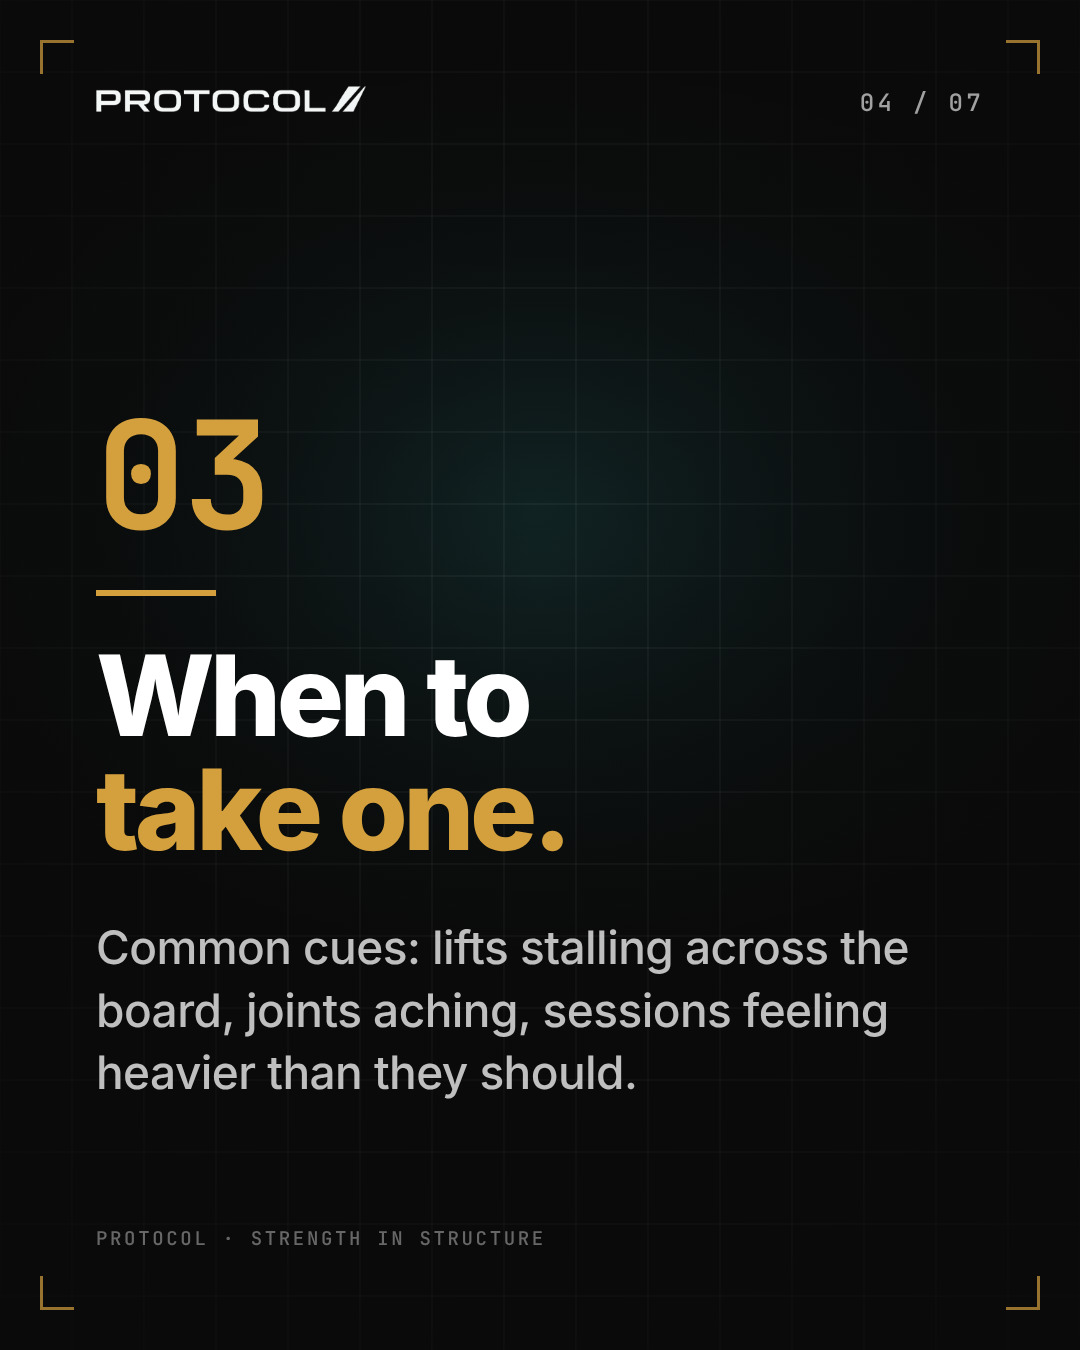 PROTOCOL
04 / 07
03
When to
take one.
Common cues: lifts stalling across the
board, joints aching, sessions feeling
heavier than they should.
PROTOCOL · STRENGTH IN STRUCTURE